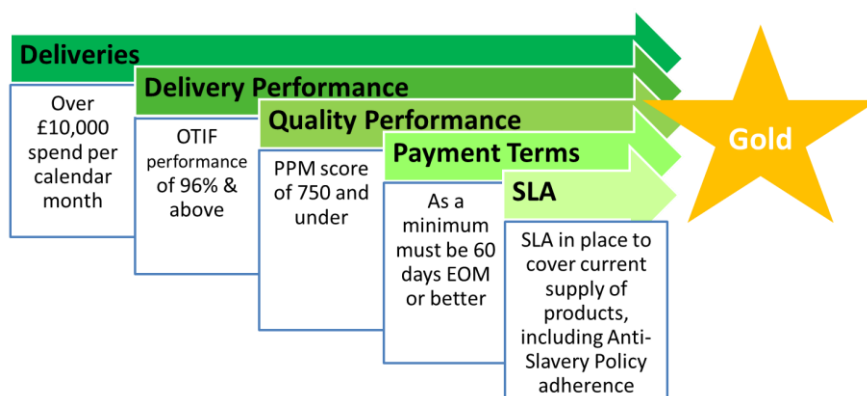 Deliveries
Over
£10,000
spend per
calendar
month
Delivery Performance
OTIF
performance
of 96% &
above
Quality Performance
PPM score
of 750 and
under
Payment Terms
As a
minimum
must be 60
days EOM
or better
SLA
SLA in place to
cover current
supply of
products,
including Anti-
Slavery Policy
adherence
Gold